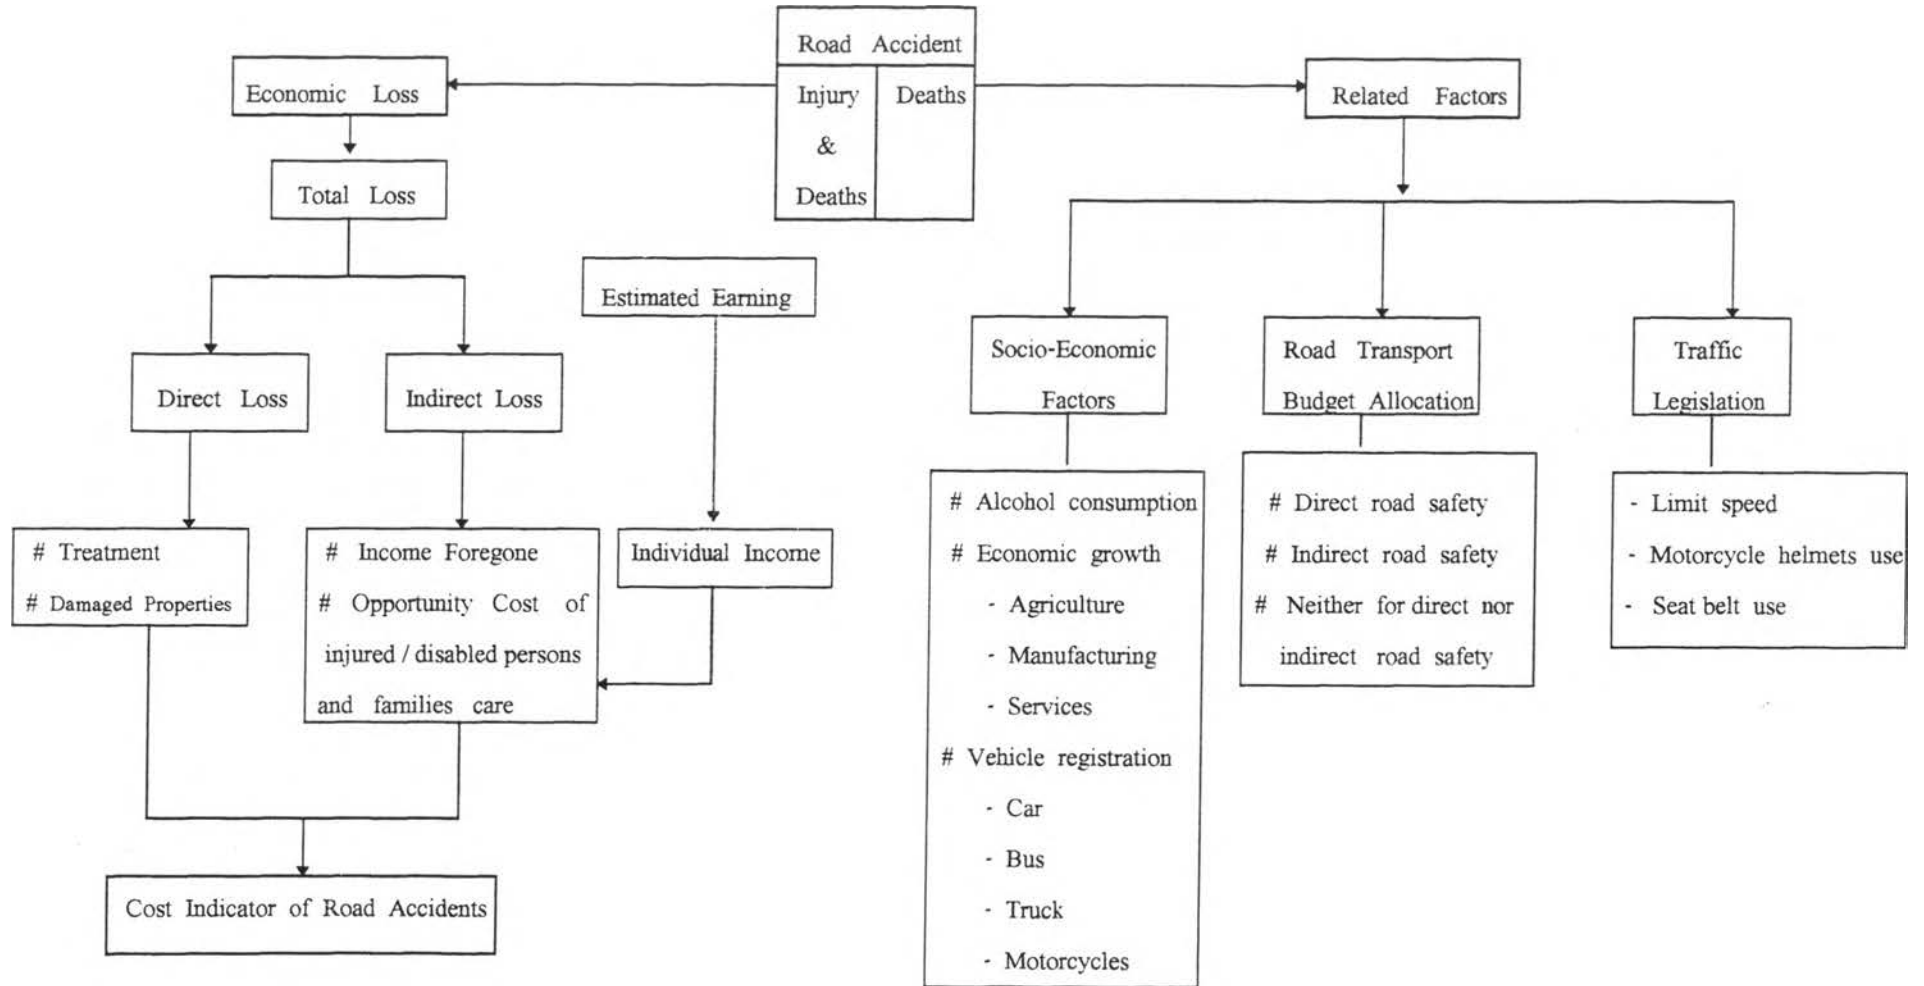 Road Accident
Injury
&
Deaths
Deaths
Economic Loss
Total Loss
Direct Loss
Indirect Loss
Estimated Earning
# Treatment
# Damaged Properties
# Income Foregone
# Opportunity Cost of
injured / disabled persons
and families care
Individual Income
Cost Indicator of Road Accidents
Related Factors
Socio-Economic
Factors
Road Transport
Budget Allocation
Traffic
Legislation
# Alcohol consumption
# Economic growth
- Agriculture
- Manufacturing
- Services
# Vehicle registration
- Car
- Bus
- Truck
- Motorcycles
# Direct road safety
# Indirect road safety
# Neither for direct nor
indirect road safety
- Limit speed
- Motorcycle helmets use
- Seat belt use